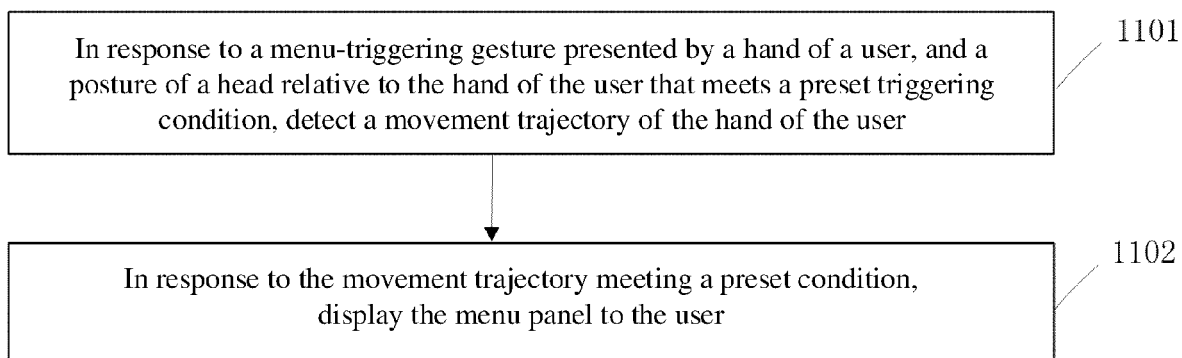 In response to a menu-triggering gesture presented by a hand of a user, and a
posture of a head relative to the hand of the user that meets a preset triggering
condition, detect a movement trajectory of the hand of the user
1101
In response to the movement trajectory meeting a preset condition,
display the menu panel to the user
1102